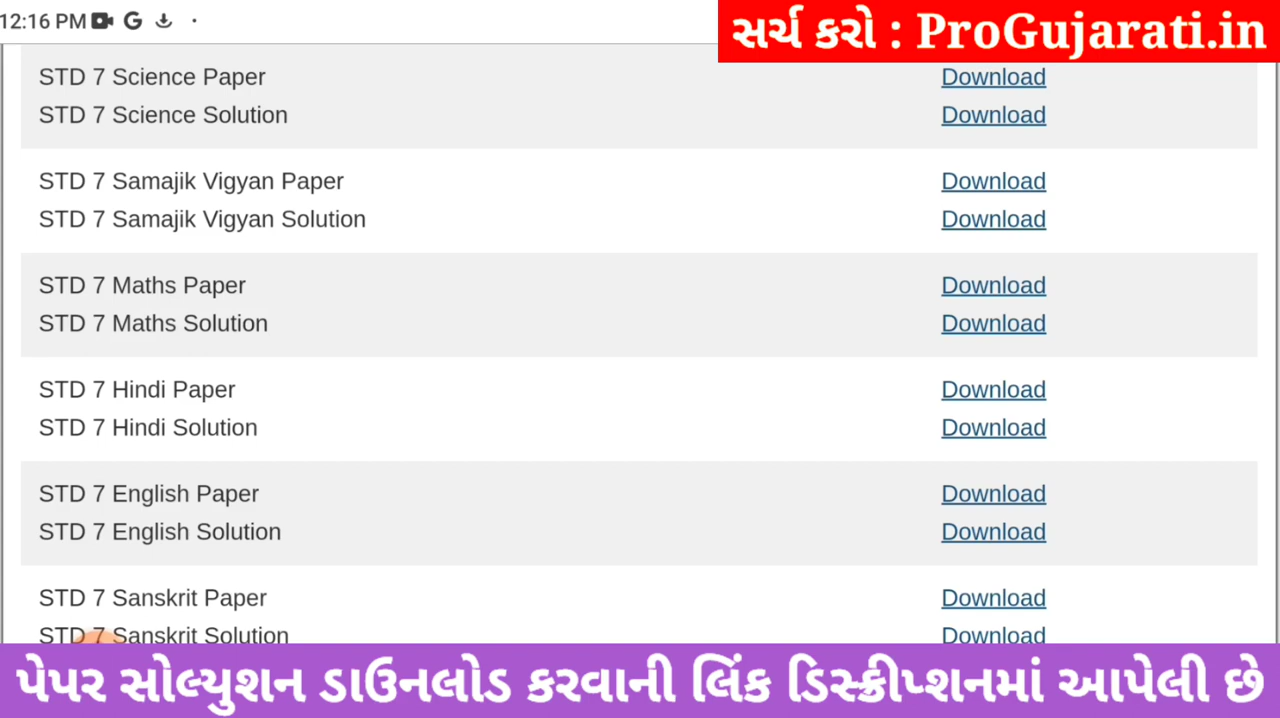 12:16 PM
સર્ચ કરો : ProGujarati.in
STD 7 Science Paper Download
STD 7 Science Solution Download
STD 7 Samajik Vigyan Paper Download
STD 7 Samajik Vigyan Solution Download
STD 7 Maths Paper Download
STD 7 Maths Solution Download
STD 7 Hindi Paper Download
STD 7 Hindi Solution Download
STD 7 English Paper Download
STD 7 English Solution Download
STD 7 Sanskrit Paper Download
STD 7 Sanskrit Solution Download
પેપર સોલ્યુશન ડાઉનલોડ કરવાની લિંક ડિસ્ક્રીપ્શનમાં આપેલી છે